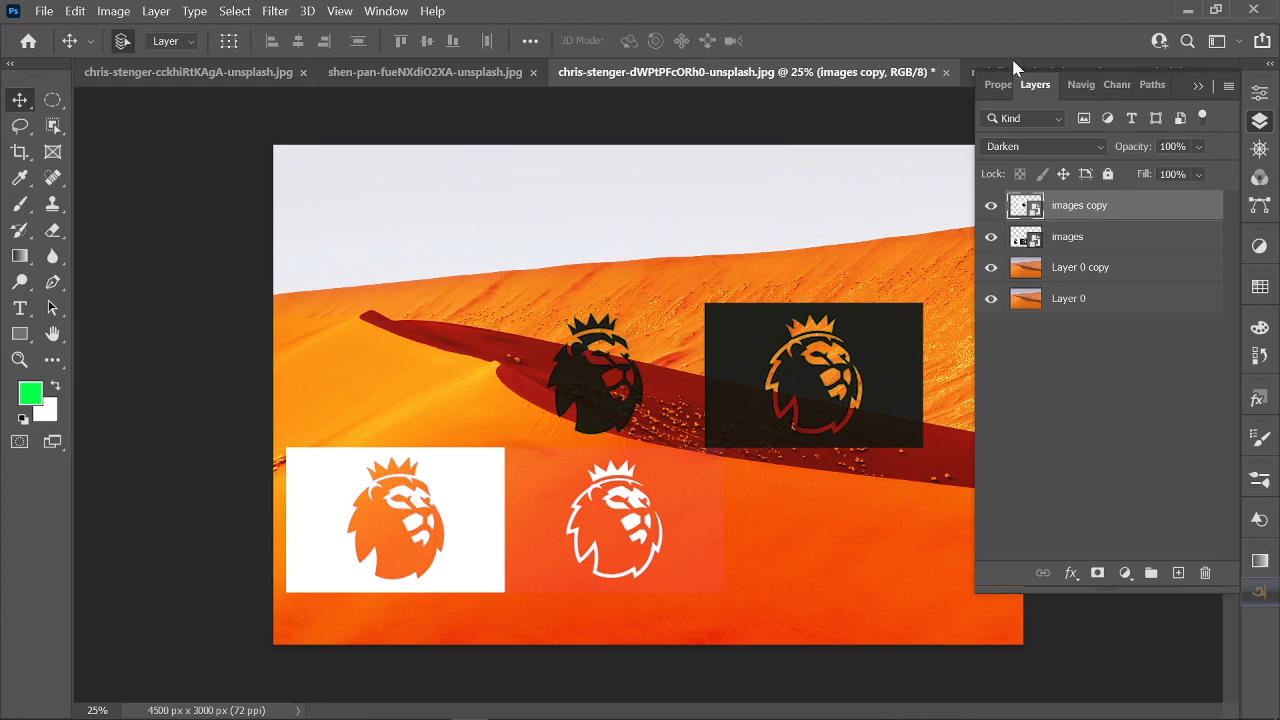 Ps File Edit Image Layer Type Select Filter 3D View Window Help
Layer 3D Mode:
chris-stenger-cckhiRtKAgA-unsplash.jpg × shen-pan-fueNXdiO2XA-unsplash.jpg × chris-stenger-dWPtPFcORh0-unsplash.jpg @ 25% (images copy, RGB/8) * ×
Prope Layers Navig Chanr Paths
Kind
Darken Opacity: 100%
Lock: Fill: 100%
images copy
images
Layer 0 copy
Layer 0
fx
25% 4500 px x 3000 px (72 ppi)